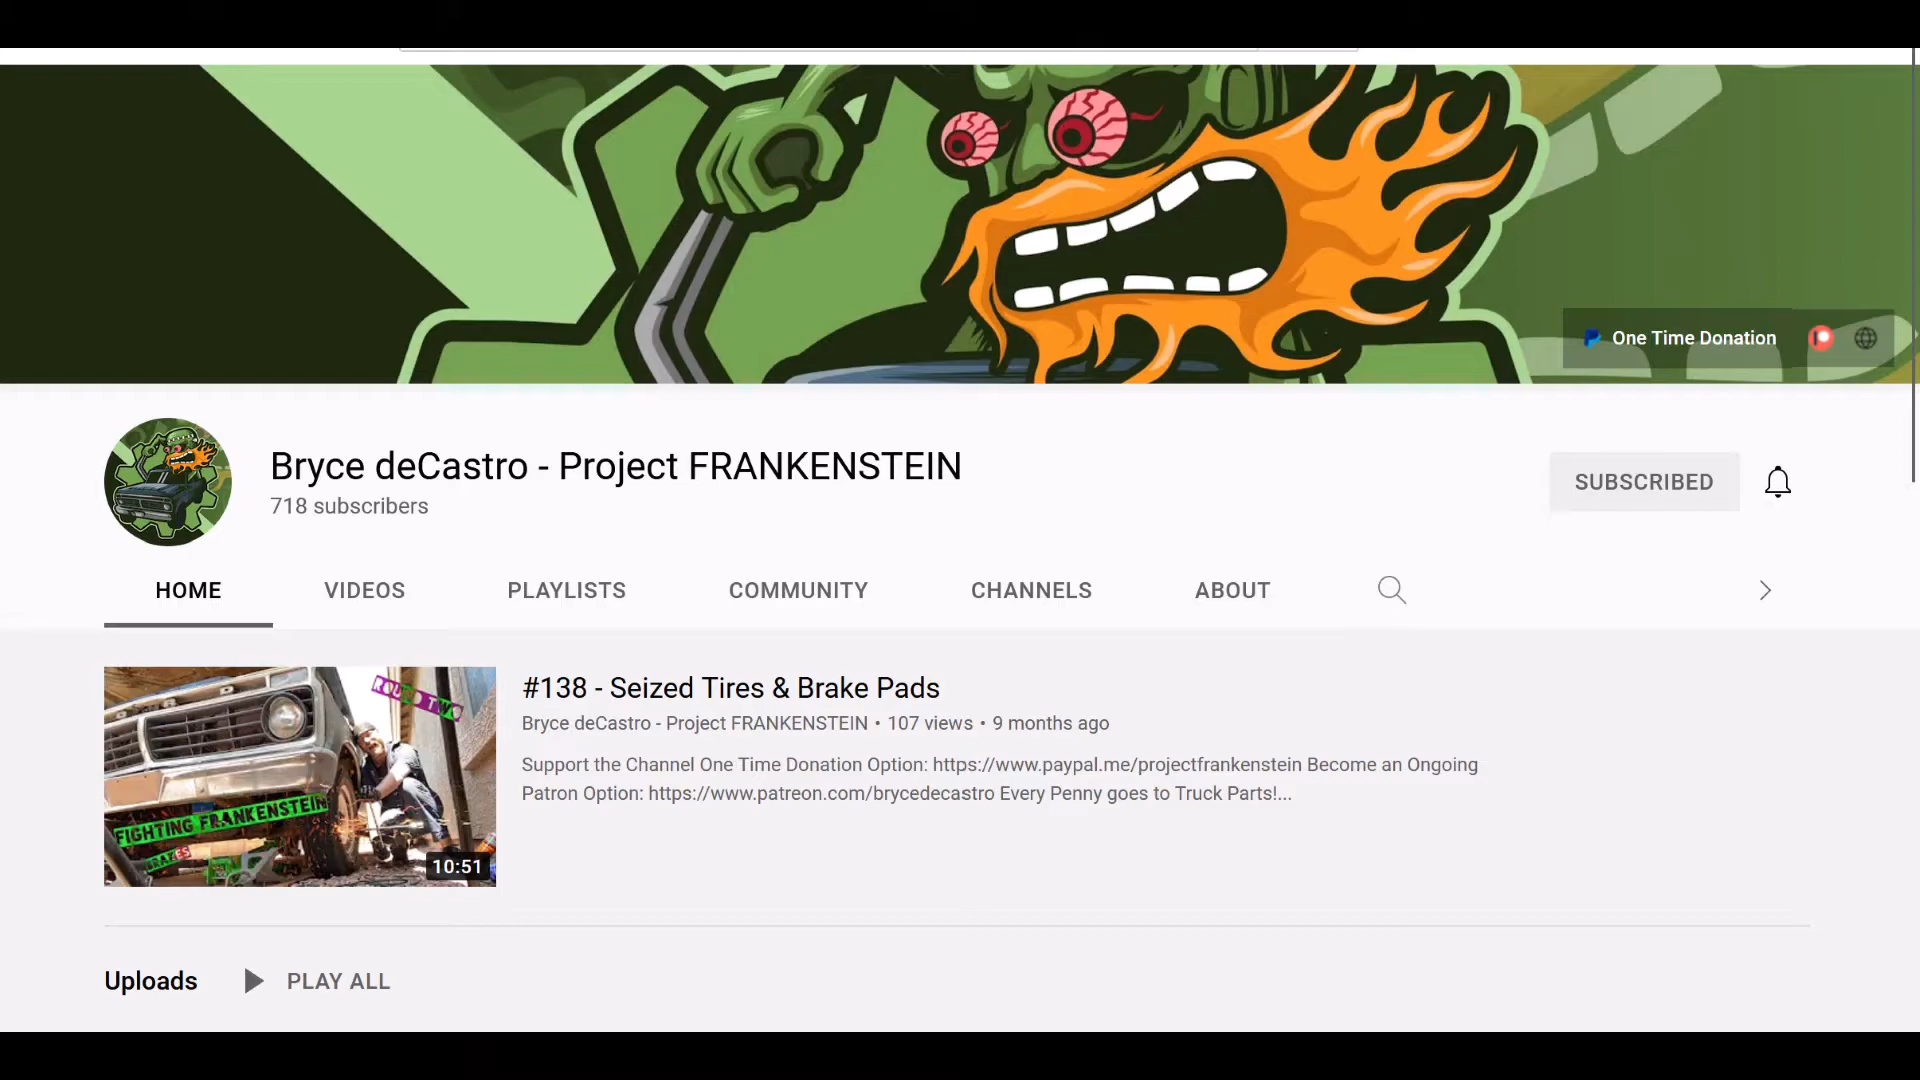 One Time Donation
Bryce deCastro - Project FRANKENSTEIN
718 subscribers
SUBSCRIBED
HOME VIDEOS PLAYLISTS COMMUNITY CHANNELS ABOUT
ROUND TWO
FIGHTING FRANKENSTEIN
BRAKES
10:51
#138 - Seized Tires & Brake Pads
Bryce deCastro - Project FRANKENSTEIN • 107 views • 9 months ago
Support the Channel One Time Donation Option: https://www.paypal.me/projectfrankenstein Become an Ongoing
Patron Option: https://www.patreon.com/brycedecastro Every Penny goes to Truck Parts!...
Uploads PLAY ALL